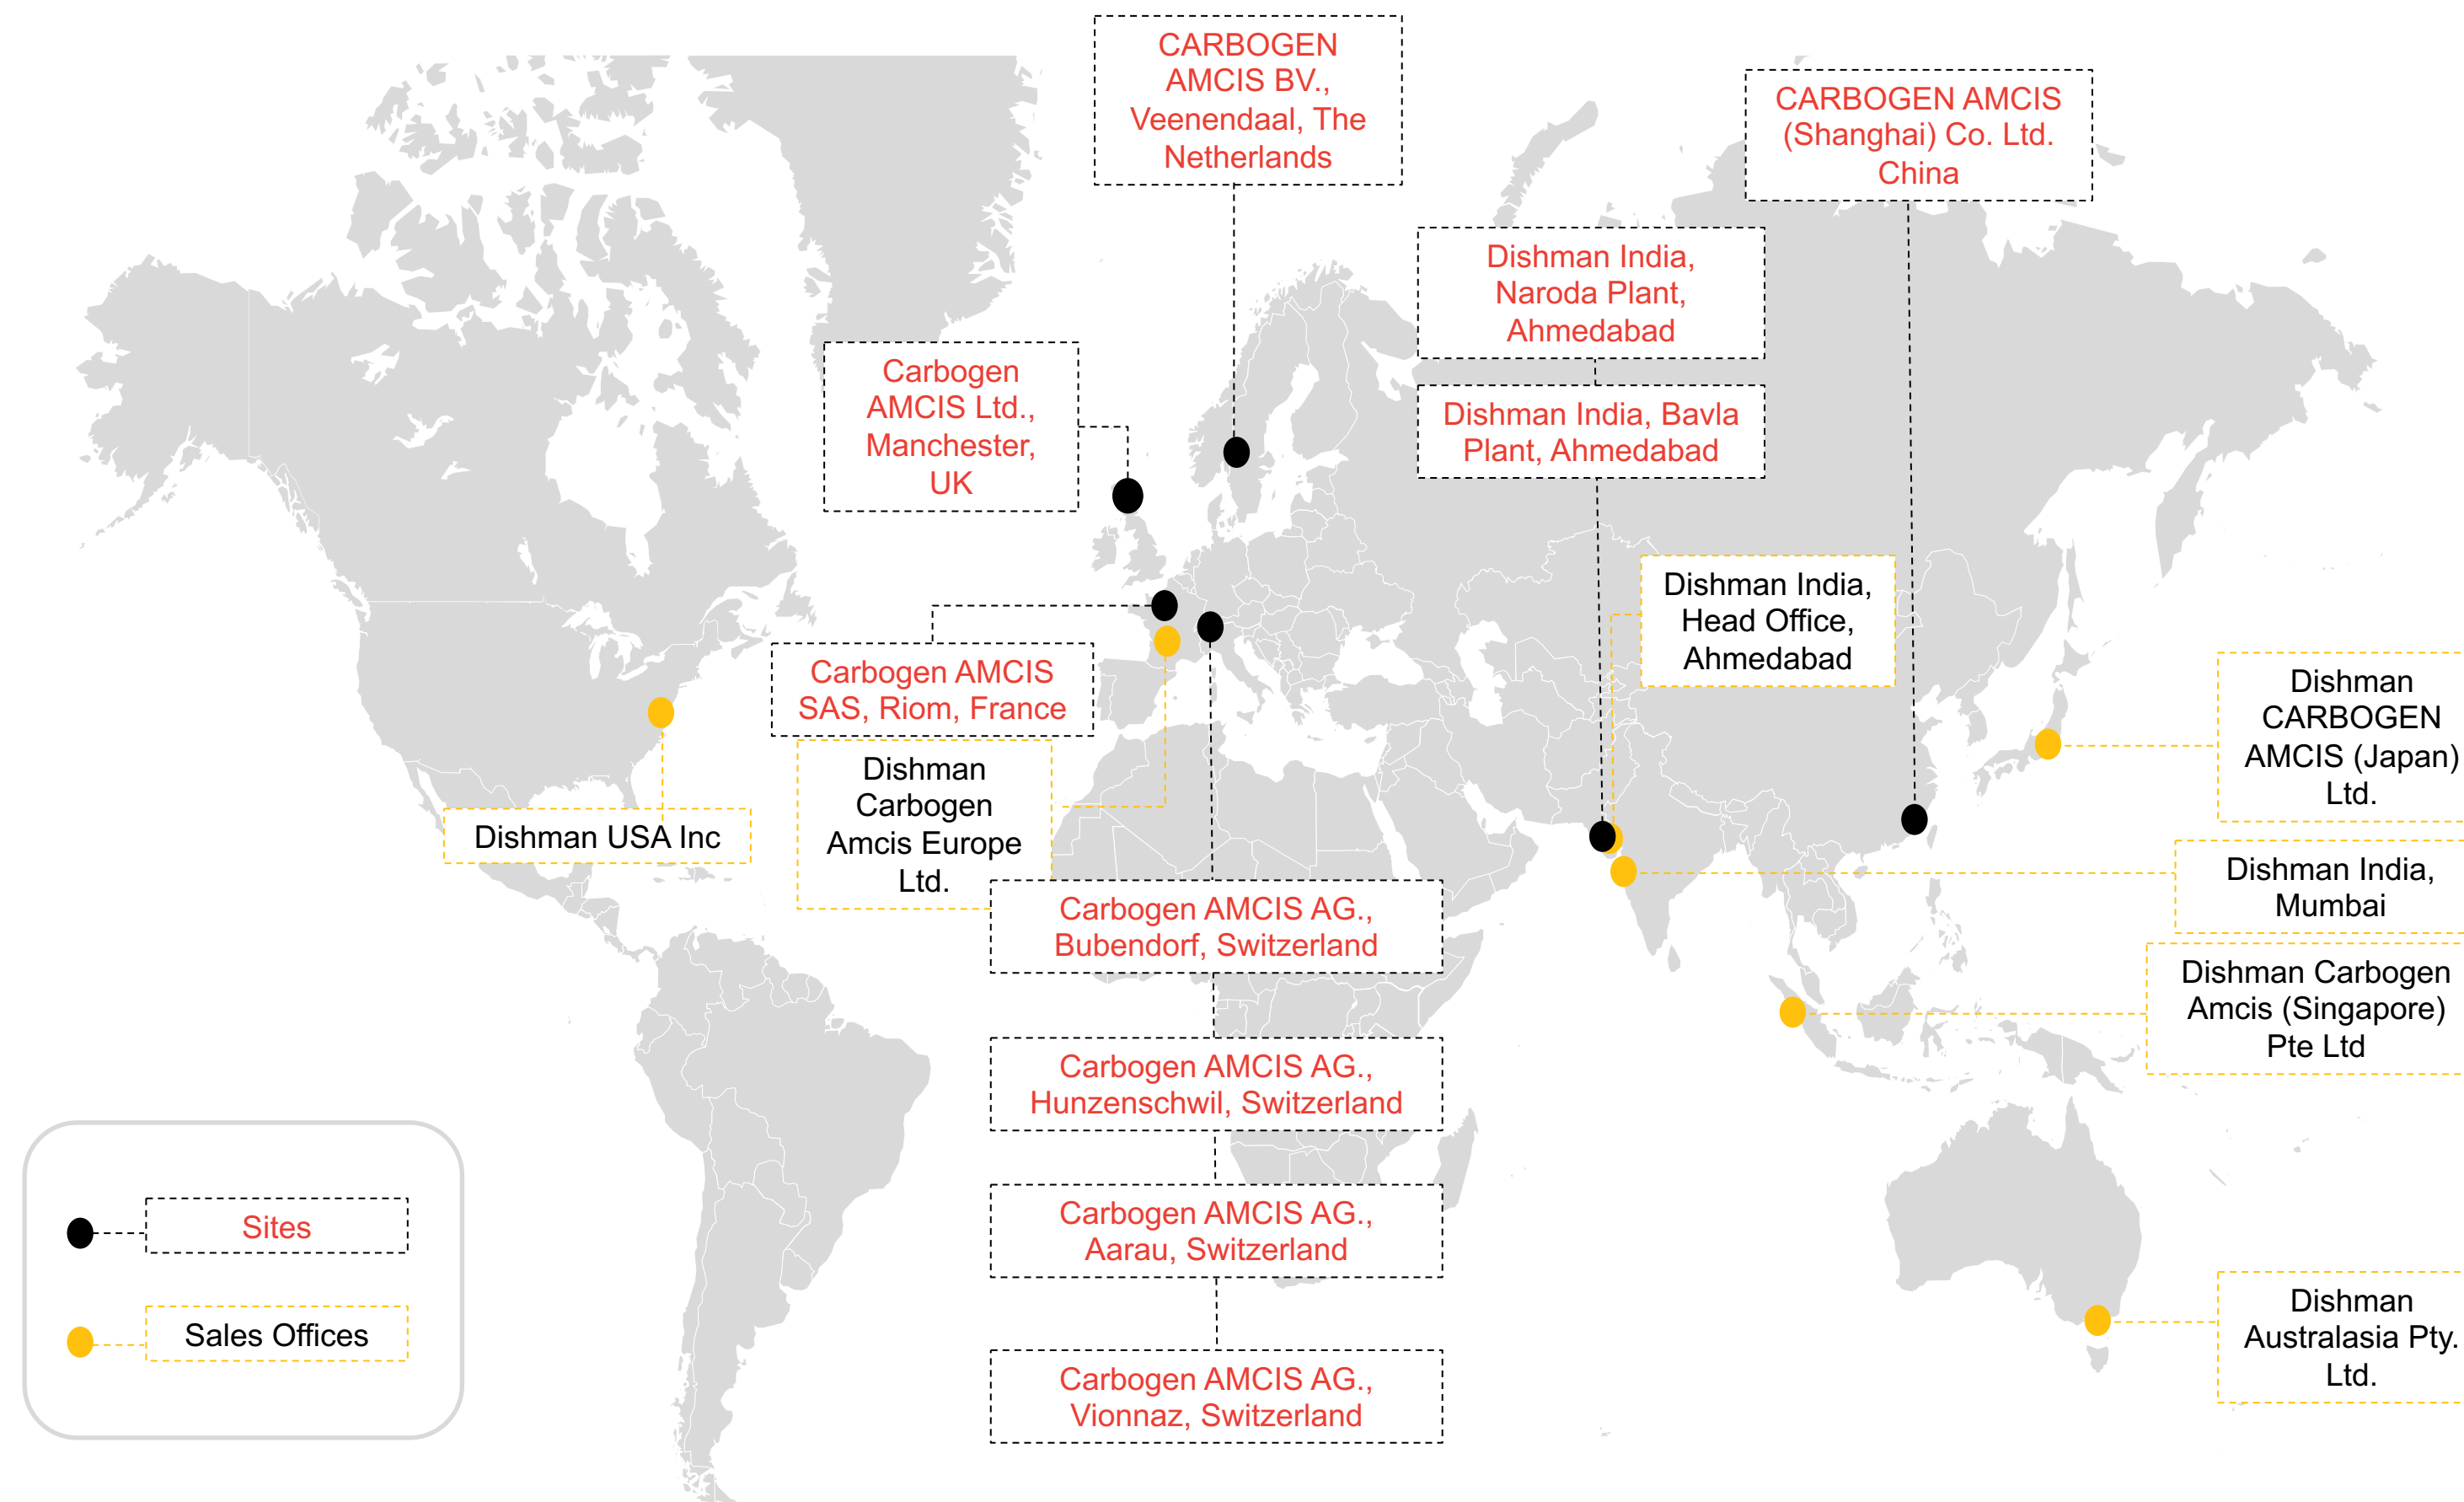 CARBOGEN
AMCIS BV.,
Veenendaal, The
Netherlands
CARBOGEN AMCIS
(Shanghai) Co. Ltd.
China
Dishman India,
Naroda Plant,
Ahmedabad
Carbogen
AMCIS Ltd.,
Manchester,
UK
Dishman India, Bavla
Plant, Ahmedabad
Dishman India,
Head Office,
Ahmedabad
Carbogen AMCIS
SAS, Riom, France
Dishman
CARBOGEN
AMCIS (Japan)
Ltd.
Dishman USA Inc
Dishman
Carbogen
Amcis Europe
Ltd.
Dishman India,
Mumbai
Carbogen AMCIS AG.,
Bubendorf, Switzerland
Dishman Carbogen
Amcis (Singapore)
Pte Ltd
Carbogen AMCIS AG.,
Hunzenschwil, Switzerland
Carbogen AMCIS AG.,
Aarau, Switzerland
Sites
Sales Offices
Dishman
Australasia Pty.
Ltd.
Carbogen AMCIS AG.,
Vionnaz, Switzerland